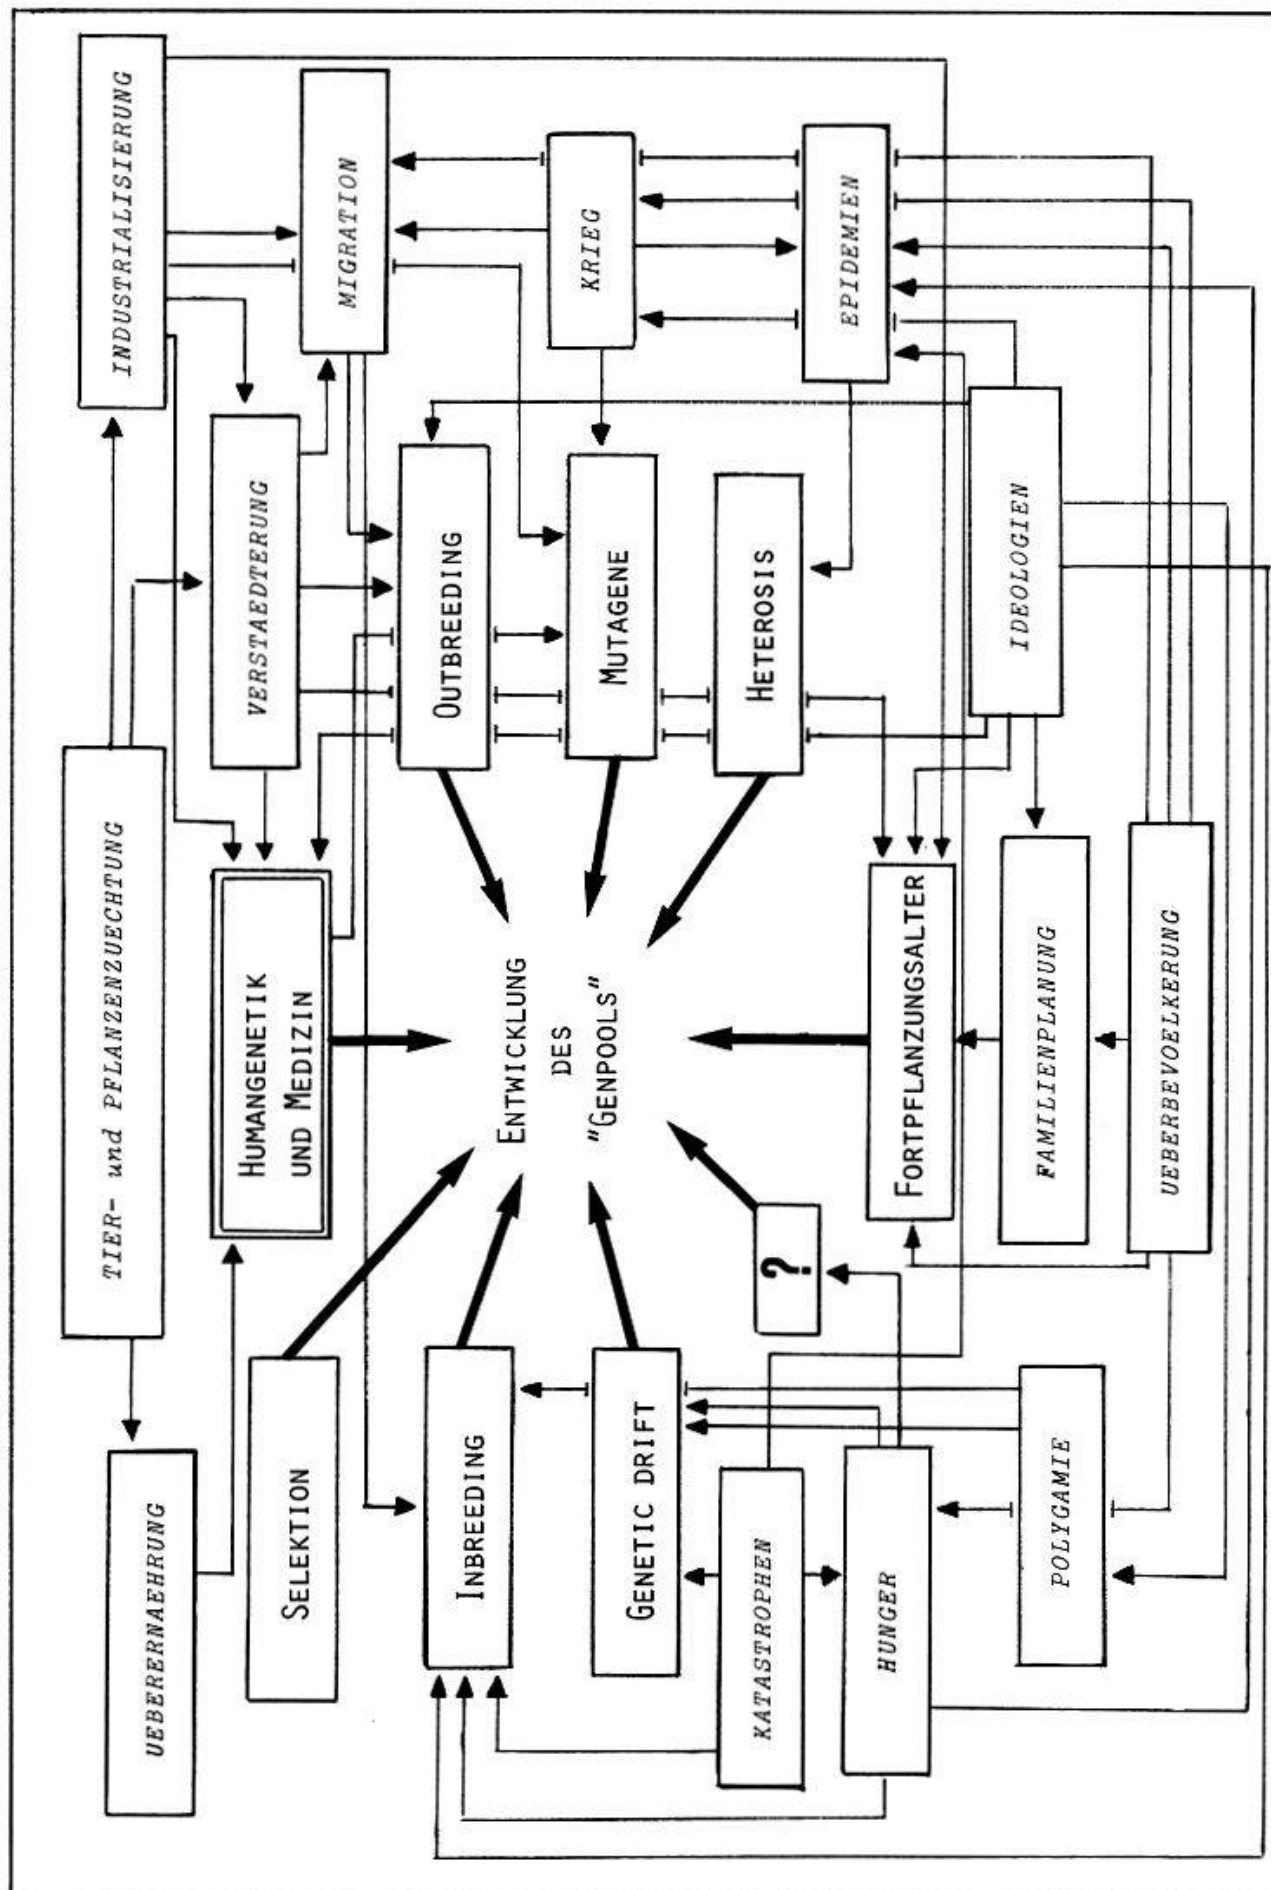 UEBERERNAEHRUNG
TIER- und PFLANZENZUECHTUNG
INDUSTRIALISIERUNG
SELEKTION
HUMANGENETIK
UND MEDIZIN
VERSTAEDTERUNG
MIGRATION
INBREEDING
ENTWICKLUNG
DES
"GENPOOLS"
OUTBREEDING
GENETIC DRIFT
MUTAGENE
KRIEG
KATASTROPHEN
?
HETEROSIS
HUNGER
FORTPFLANZUNGSALTER
EPIDEMIEN
POLYGAMIE
FAMILIENPLANUNG
IDEOLOGIEN
UEBERBEVOELKERUNG